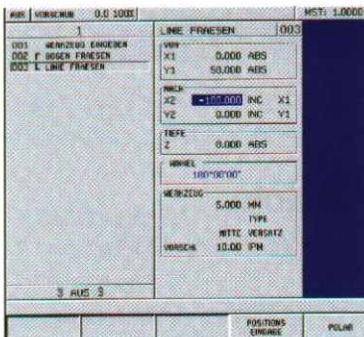 AUS VORSCHUB 0.0 100% MST: 1.0000
1
001 WERKZEUG EINGEBEN
002 r BOGEN FRAESEN
003 L LINIE FRAESEN
3 AUS 3
LINIE FRAESEN 003
VON
X1 0.000 ABS
Y1 50.000 ABS
NACH
X2 -100.000 INC X1
Y2 0.000 INC Y1
TIEFE
Z 0.000 ABS
WINKEL
180°00'00"
WERKZEUG
5.000 MM
TYPE
MITTE VERSATZ
VORSCHB 10.00 IPM
POSITIONS EINGABE
POLAR